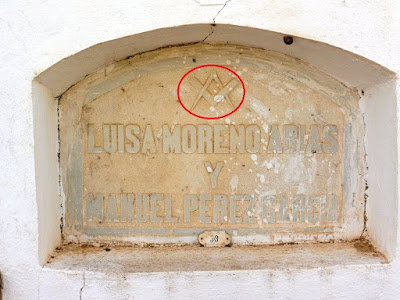 LUISA MORENO ARIAS
Y
MANUEL PEREZ GARCIA